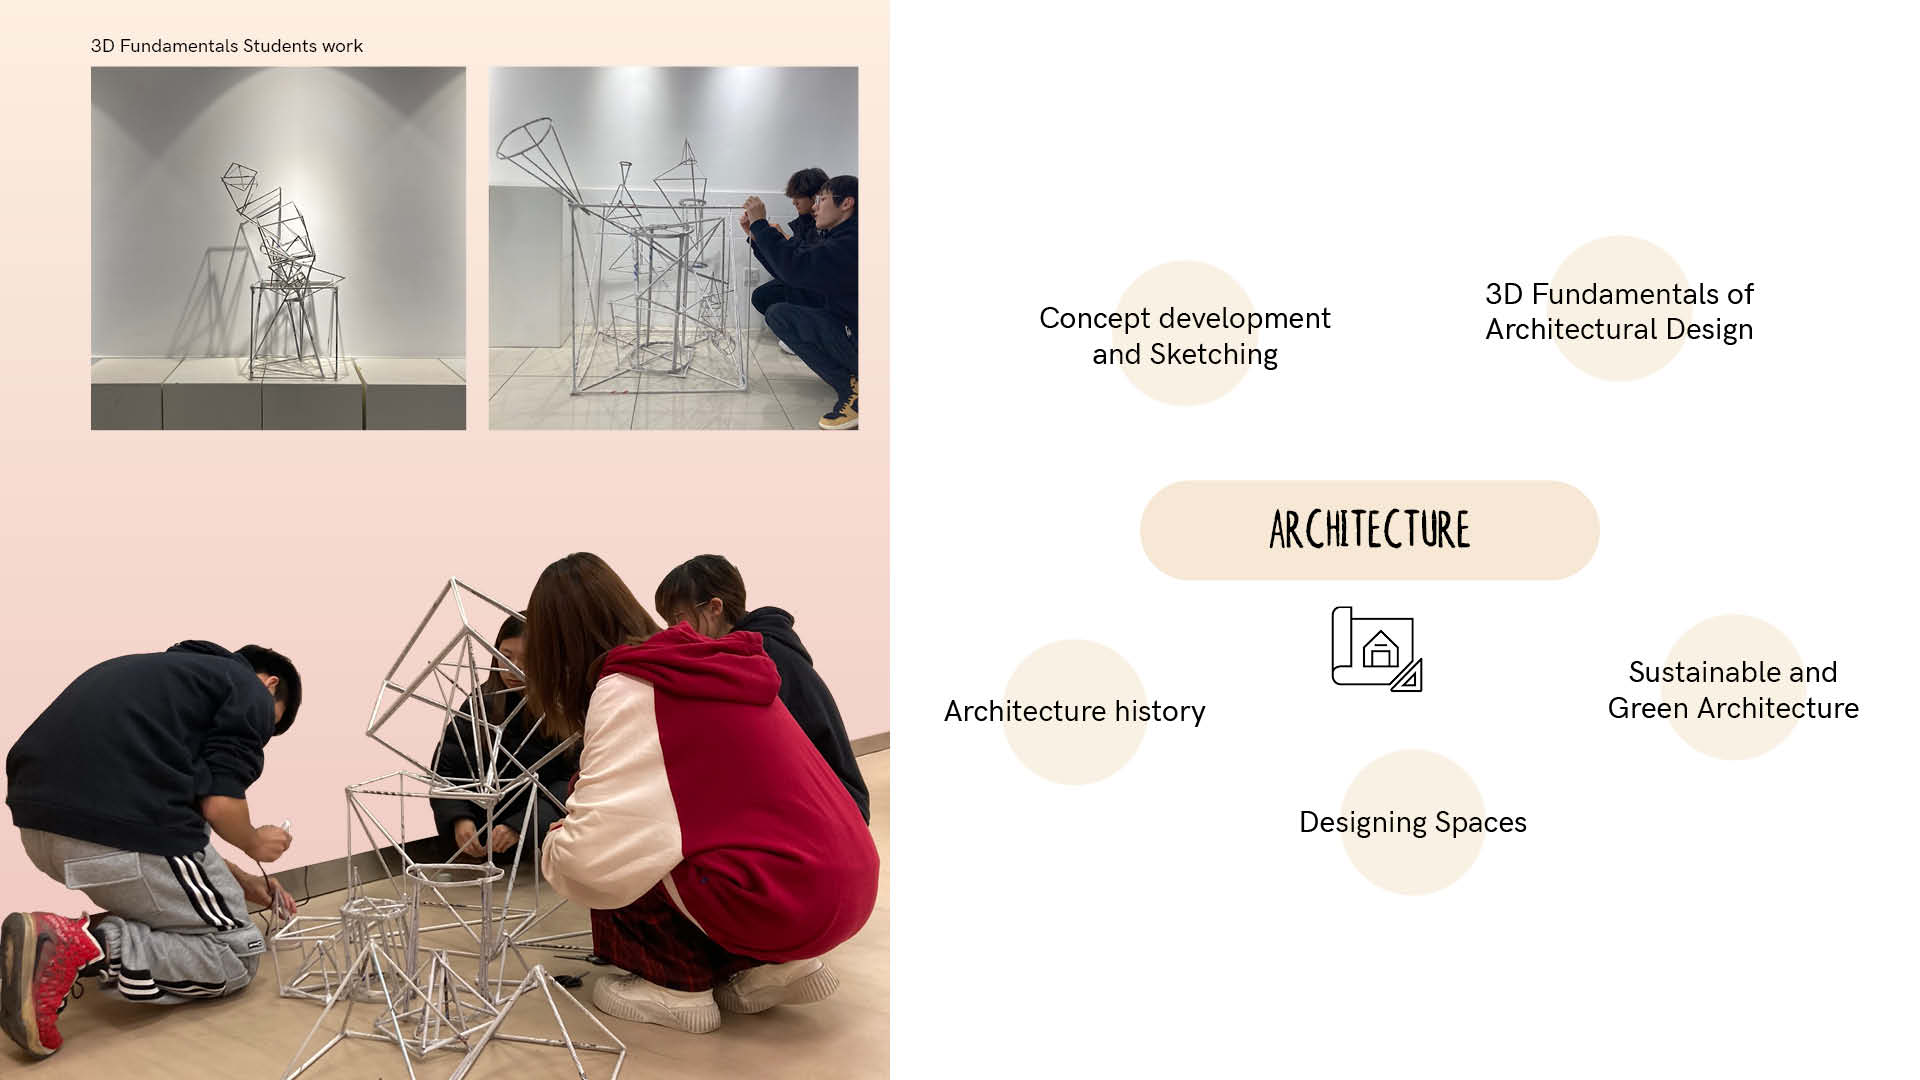 3D Fundamentals Students work
Concept development
and Sketching
3D Fundamentals of
Architectural Design
ARCHITECTURE
Architecture history
Sustainable and
Green Architecture
Designing Spaces